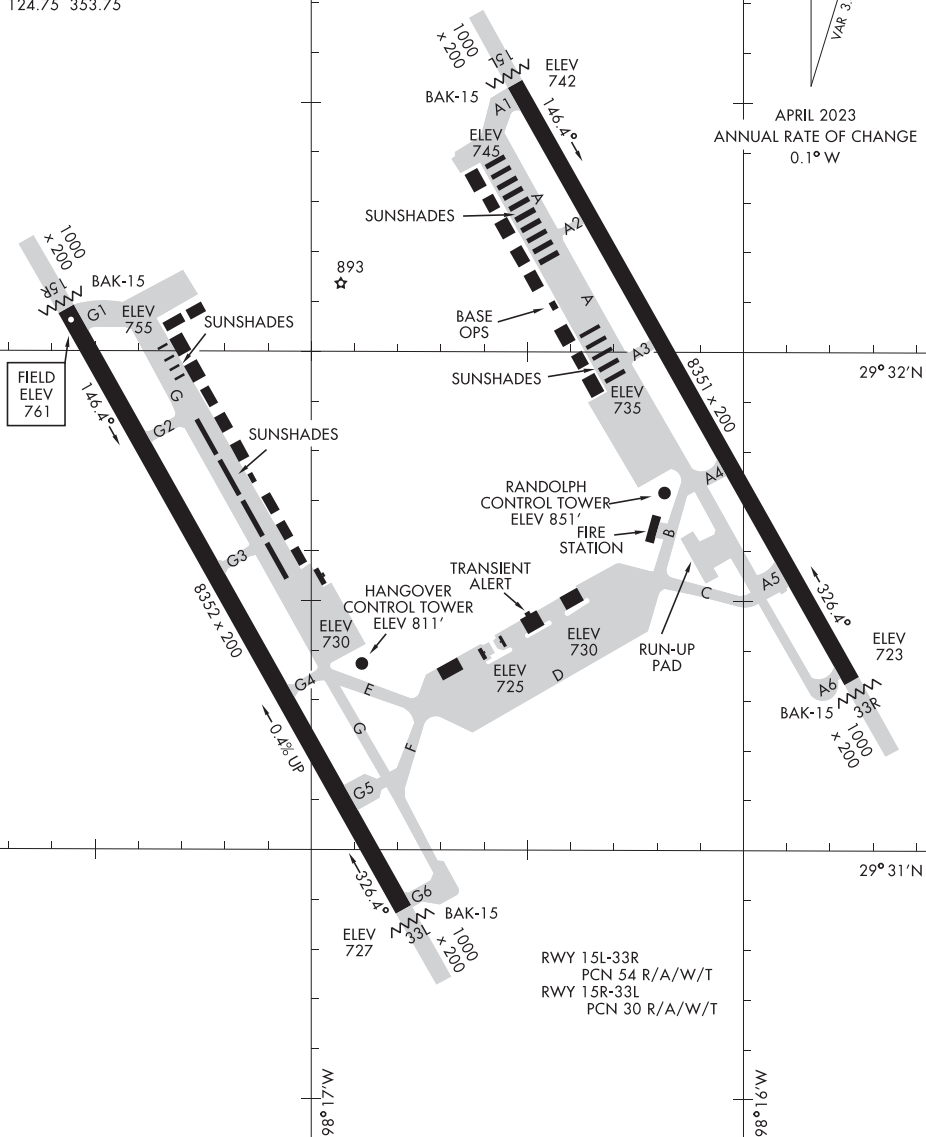 124.75 353.75
VAR 3.
1000
x 200
15L
ELEV
742
BAK-15
A1
146.4°
APRIL 2023
ANNUAL RATE OF CHANGE
0.1° W
ELEV
745
A
A2
SUNSHADES
1000
x 200
15R
BAK-15
893
G1
ELEV
755
SUNSHADES
A
BASE
OPS
A3
FIELD
ELEV
761
SUNSHADES
ELEV
735
8351 x 200
29°32'N
146.4°
G
G2
SUNSHADES
A4
RANDOLPH
CONTROL TOWER
ELEV 851'
FIRE
STATION
B
G3
TRANSIENT
ALERT
HANGOVER
CONTROL TOWER
ELEV 811'
C
A5
326.4°
8352 x 200
ELEV
730
ELEV
730
ELEV
725
D
RUN-UP
PAD
ELEV
723
G4
E
A6
BAK-15
33R
1000
x 200
G
F
0.4% UP
G5
29°31'N
326.4°
G6
BAK-15
ELEV
727
33L
1000
x 200
RWY 15L-33R
PCN 54 R/A/W/T
RWY 15R-33L
PCN 30 R/A/W/T
98°17'W
98°16'W